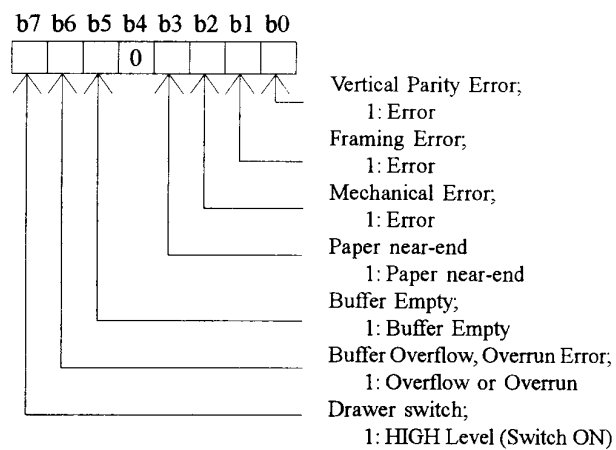 b7 b6 b5 b4 b3 b2 b1 b0
0
Vertical Parity Error;
1: Error
Framing Error;
1: Error
Mechanical Error;
1: Error
Paper near-end
1: Paper near-end
Buffer Empty;
1: Buffer Empty
Buffer Overflow, Overrun Error;
1: Overflow or Overrun
Drawer switch;
1: HIGH Level (Switch ON)